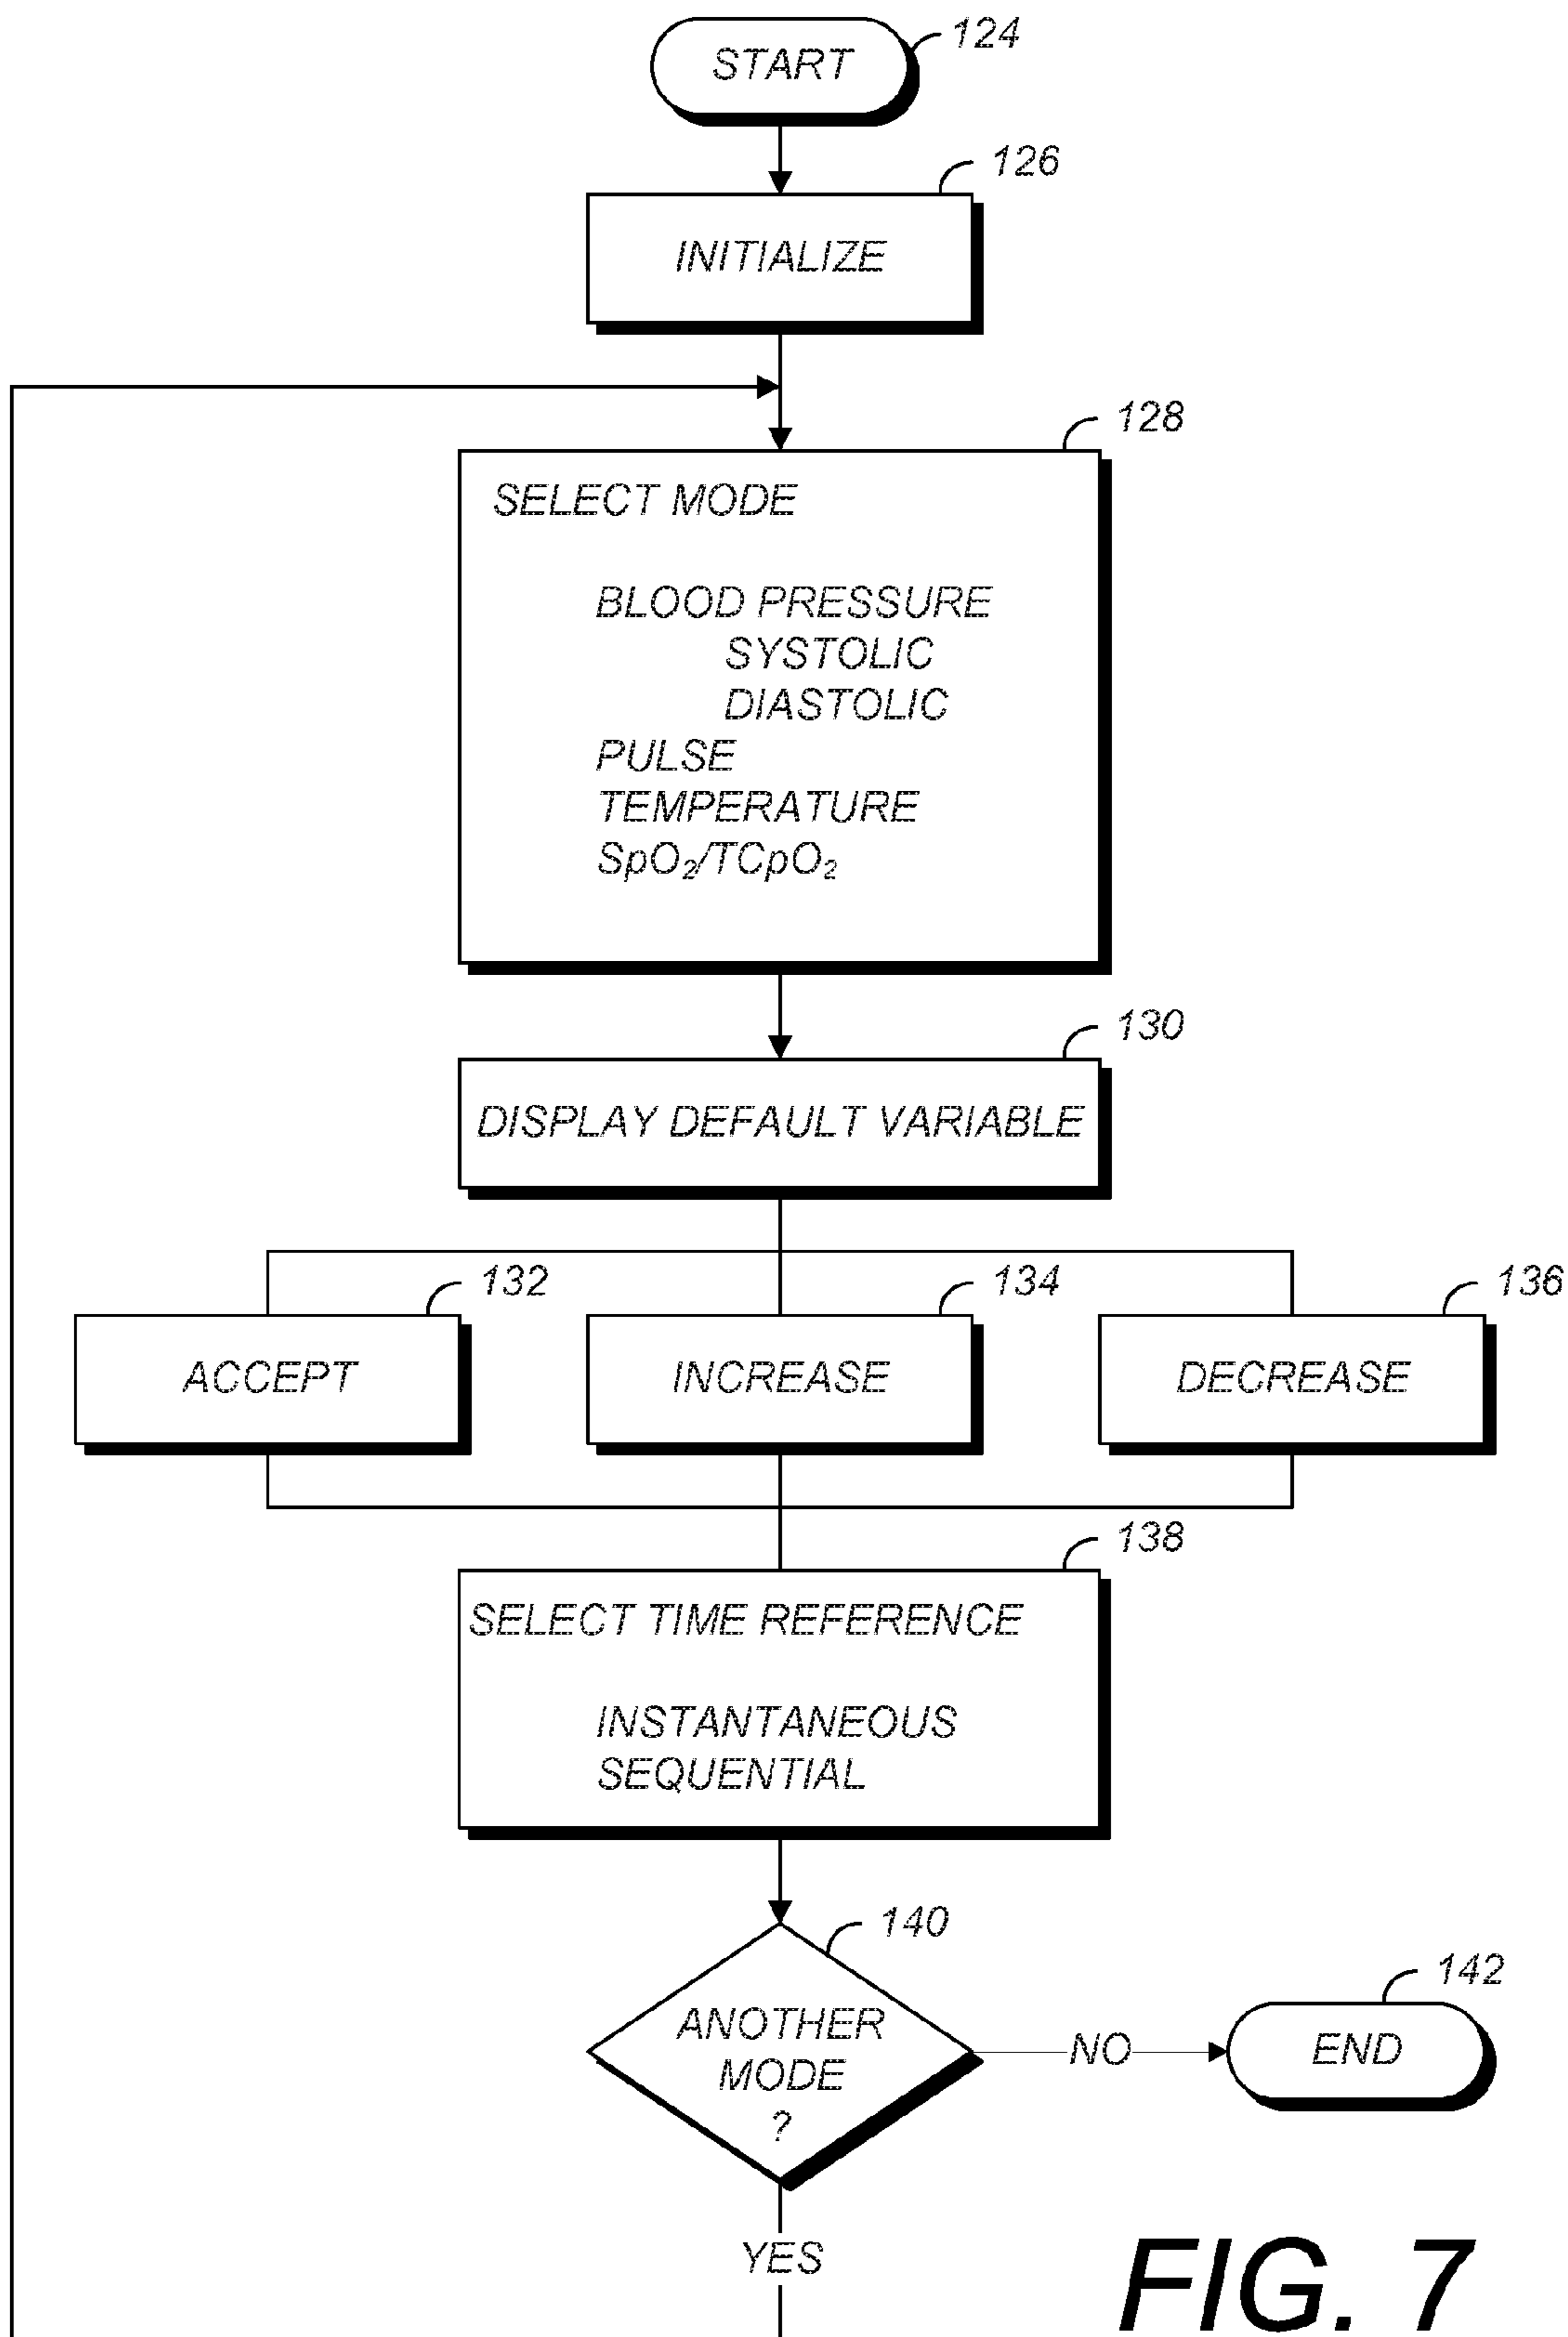 START
124
126
INITIALIZE
128
SELECT MODE
BLOOD PRESSURE
SYSTOLIC
DIASTOLIC
PULSE
TEMPERATURE
SpO₂/TCpO₂
130
DISPLAY DEFAULT VARIABLE
132
134
136
ACCEPT
INCREASE
DECREASE
138
SELECT TIME REFERENCE
INSTANTANEOUS
SEQUENTIAL
140
142
ANOTHER
MODE
?
NO
END
YES
FIG. 7